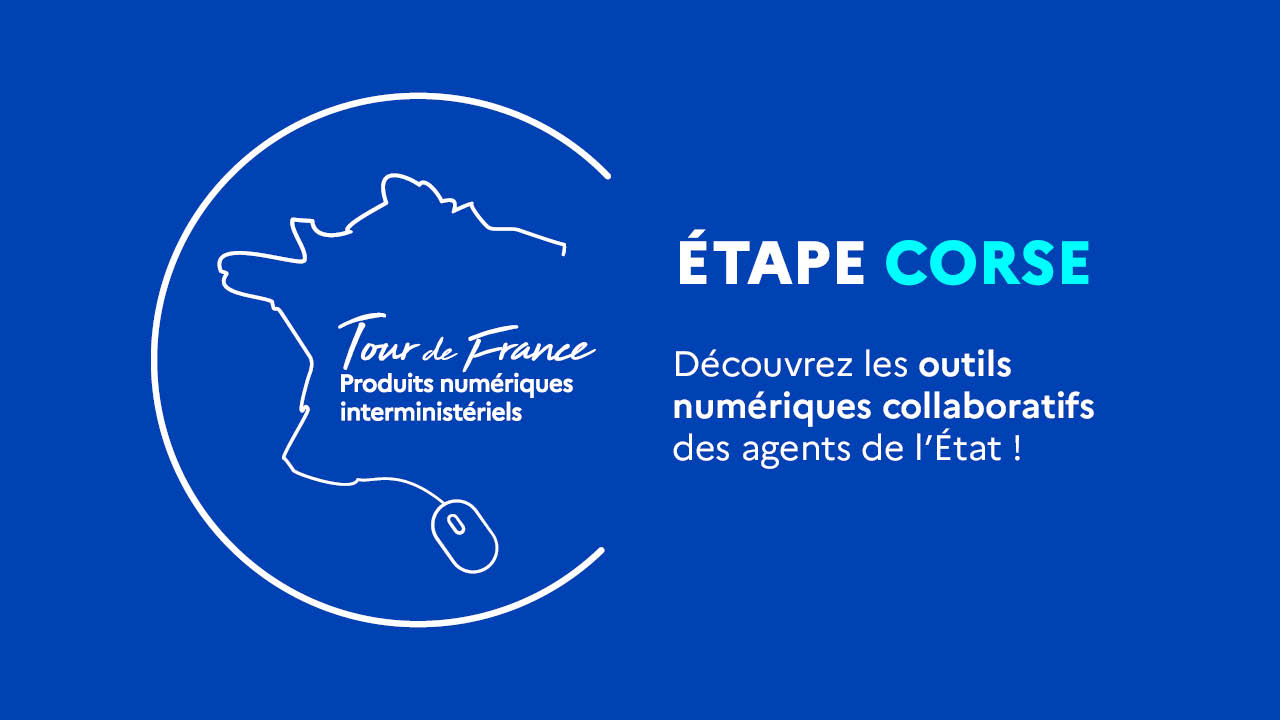 Tour de France
Produits numériques
interministériels
ÉTAPE CORSE
Découvrez les outils
numériques collaboratifs
des agents de l’État !